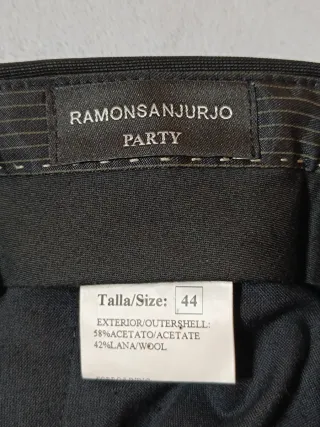 RAMONSANJURJO
PARTY
Talla/Size: 44
EXTERIOR/OUTERSHELL:
58%ACETATO/ACETATE
42%LANA/WOOL